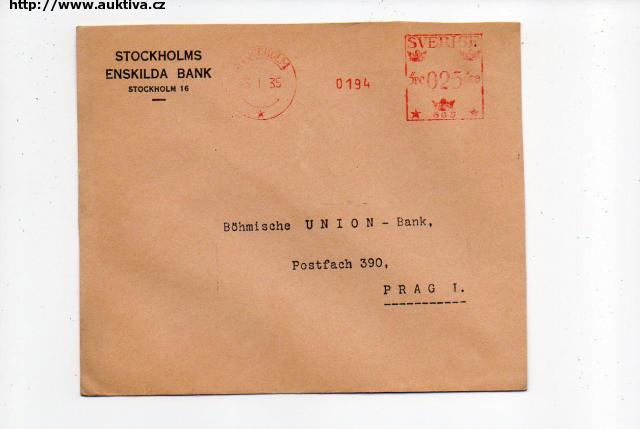 http://www.auktiva.cz
STOCKHOLMS
ENSKILDA BANK
STOCKHOLM 16
1 35
0194
SVERIGE
025
605
Böhmische UNION - Bank,
Postfach 390,
PRAG I.